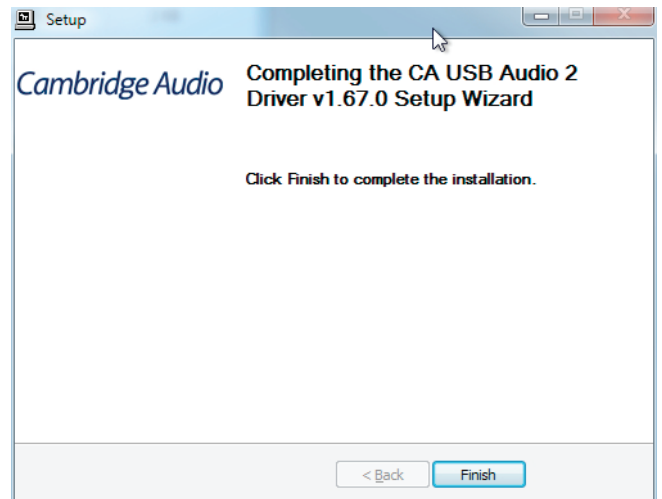 Setup
Cambridge Audio
Completing the CA USB Audio 2
Driver v1.67.0 Setup Wizard
Click Finish to complete the installation.
< Back
Finish